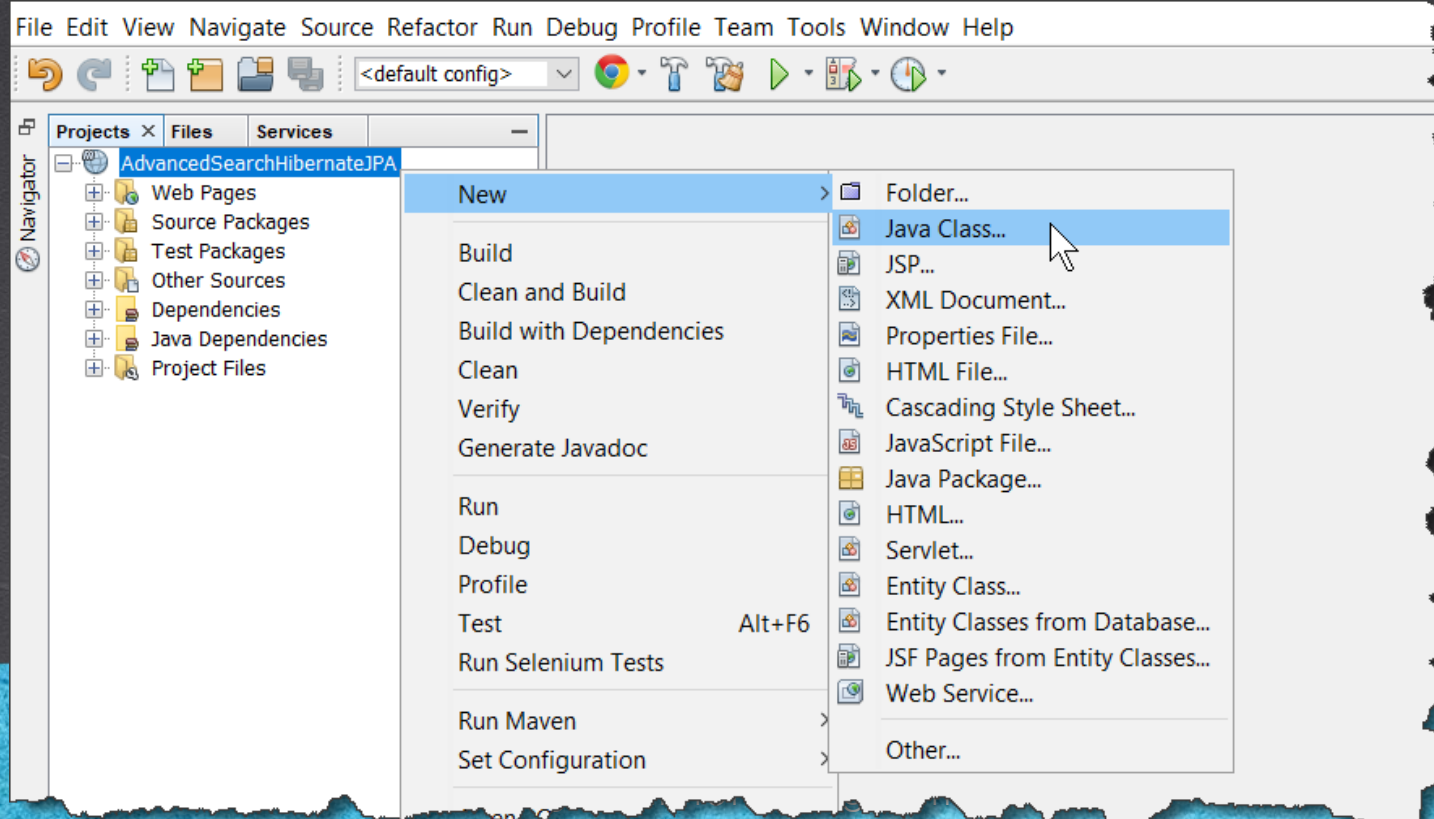 File Edit View Navigate Source Refactor Run Debug Profile Team Tools Window Help
<default config>
Projects Files Services
Navigator
AdvancedSearchHibernateJPA
Web Pages
Source Packages
Test Packages
Other Sources
Dependencies
Java Dependencies
Project Files
New
Build
Clean and Build
Build with Dependencies
Clean
Verify
Generate Javadoc
Run
Debug
Profile
Test Alt+F6
Run Selenium Tests
Run Maven
Set Configuration
Folder...
Java Class...
JSP...
XML Document...
Properties File...
HTML File...
Cascading Style Sheet...
JavaScript File...
Java Package...
HTML...
Servlet...
Entity Class...
Entity Classes from Database...
JSF Pages from Entity Classes...
Web Service...
Other...